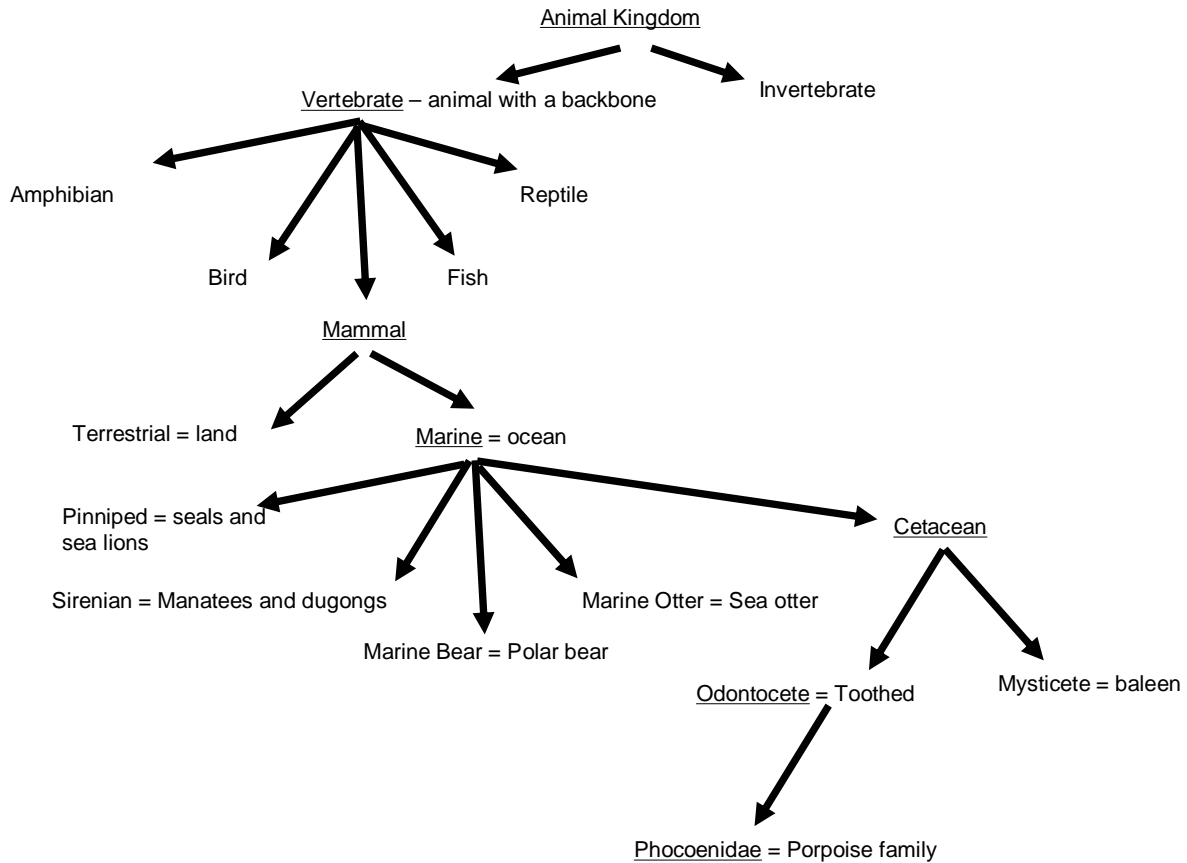 Animal Kingdom
Invertebrate
Vertebrate – animal with a backbone
Amphibian
Reptile
Bird
Fish
Mammal
Terrestrial = land
Marine = ocean
Pinniped = seals and
sea lions
Cetacean
Sirenian = Manatees and dugongs
Marine Otter = Sea otter
Marine Bear = Polar bear
Odontocete = Toothed
Mysticete = baleen
Phocoenidae = Porpoise family